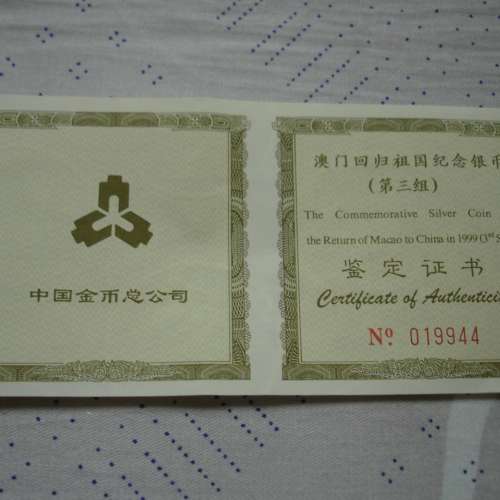 中国金币总公司
澳门回归祖国纪念银币
(第三组)
The Commemorative Silver Coin
the Return of Macao to China in 1999 (3rd S
鉴定证书
Certificate of Authentici
No. 019944